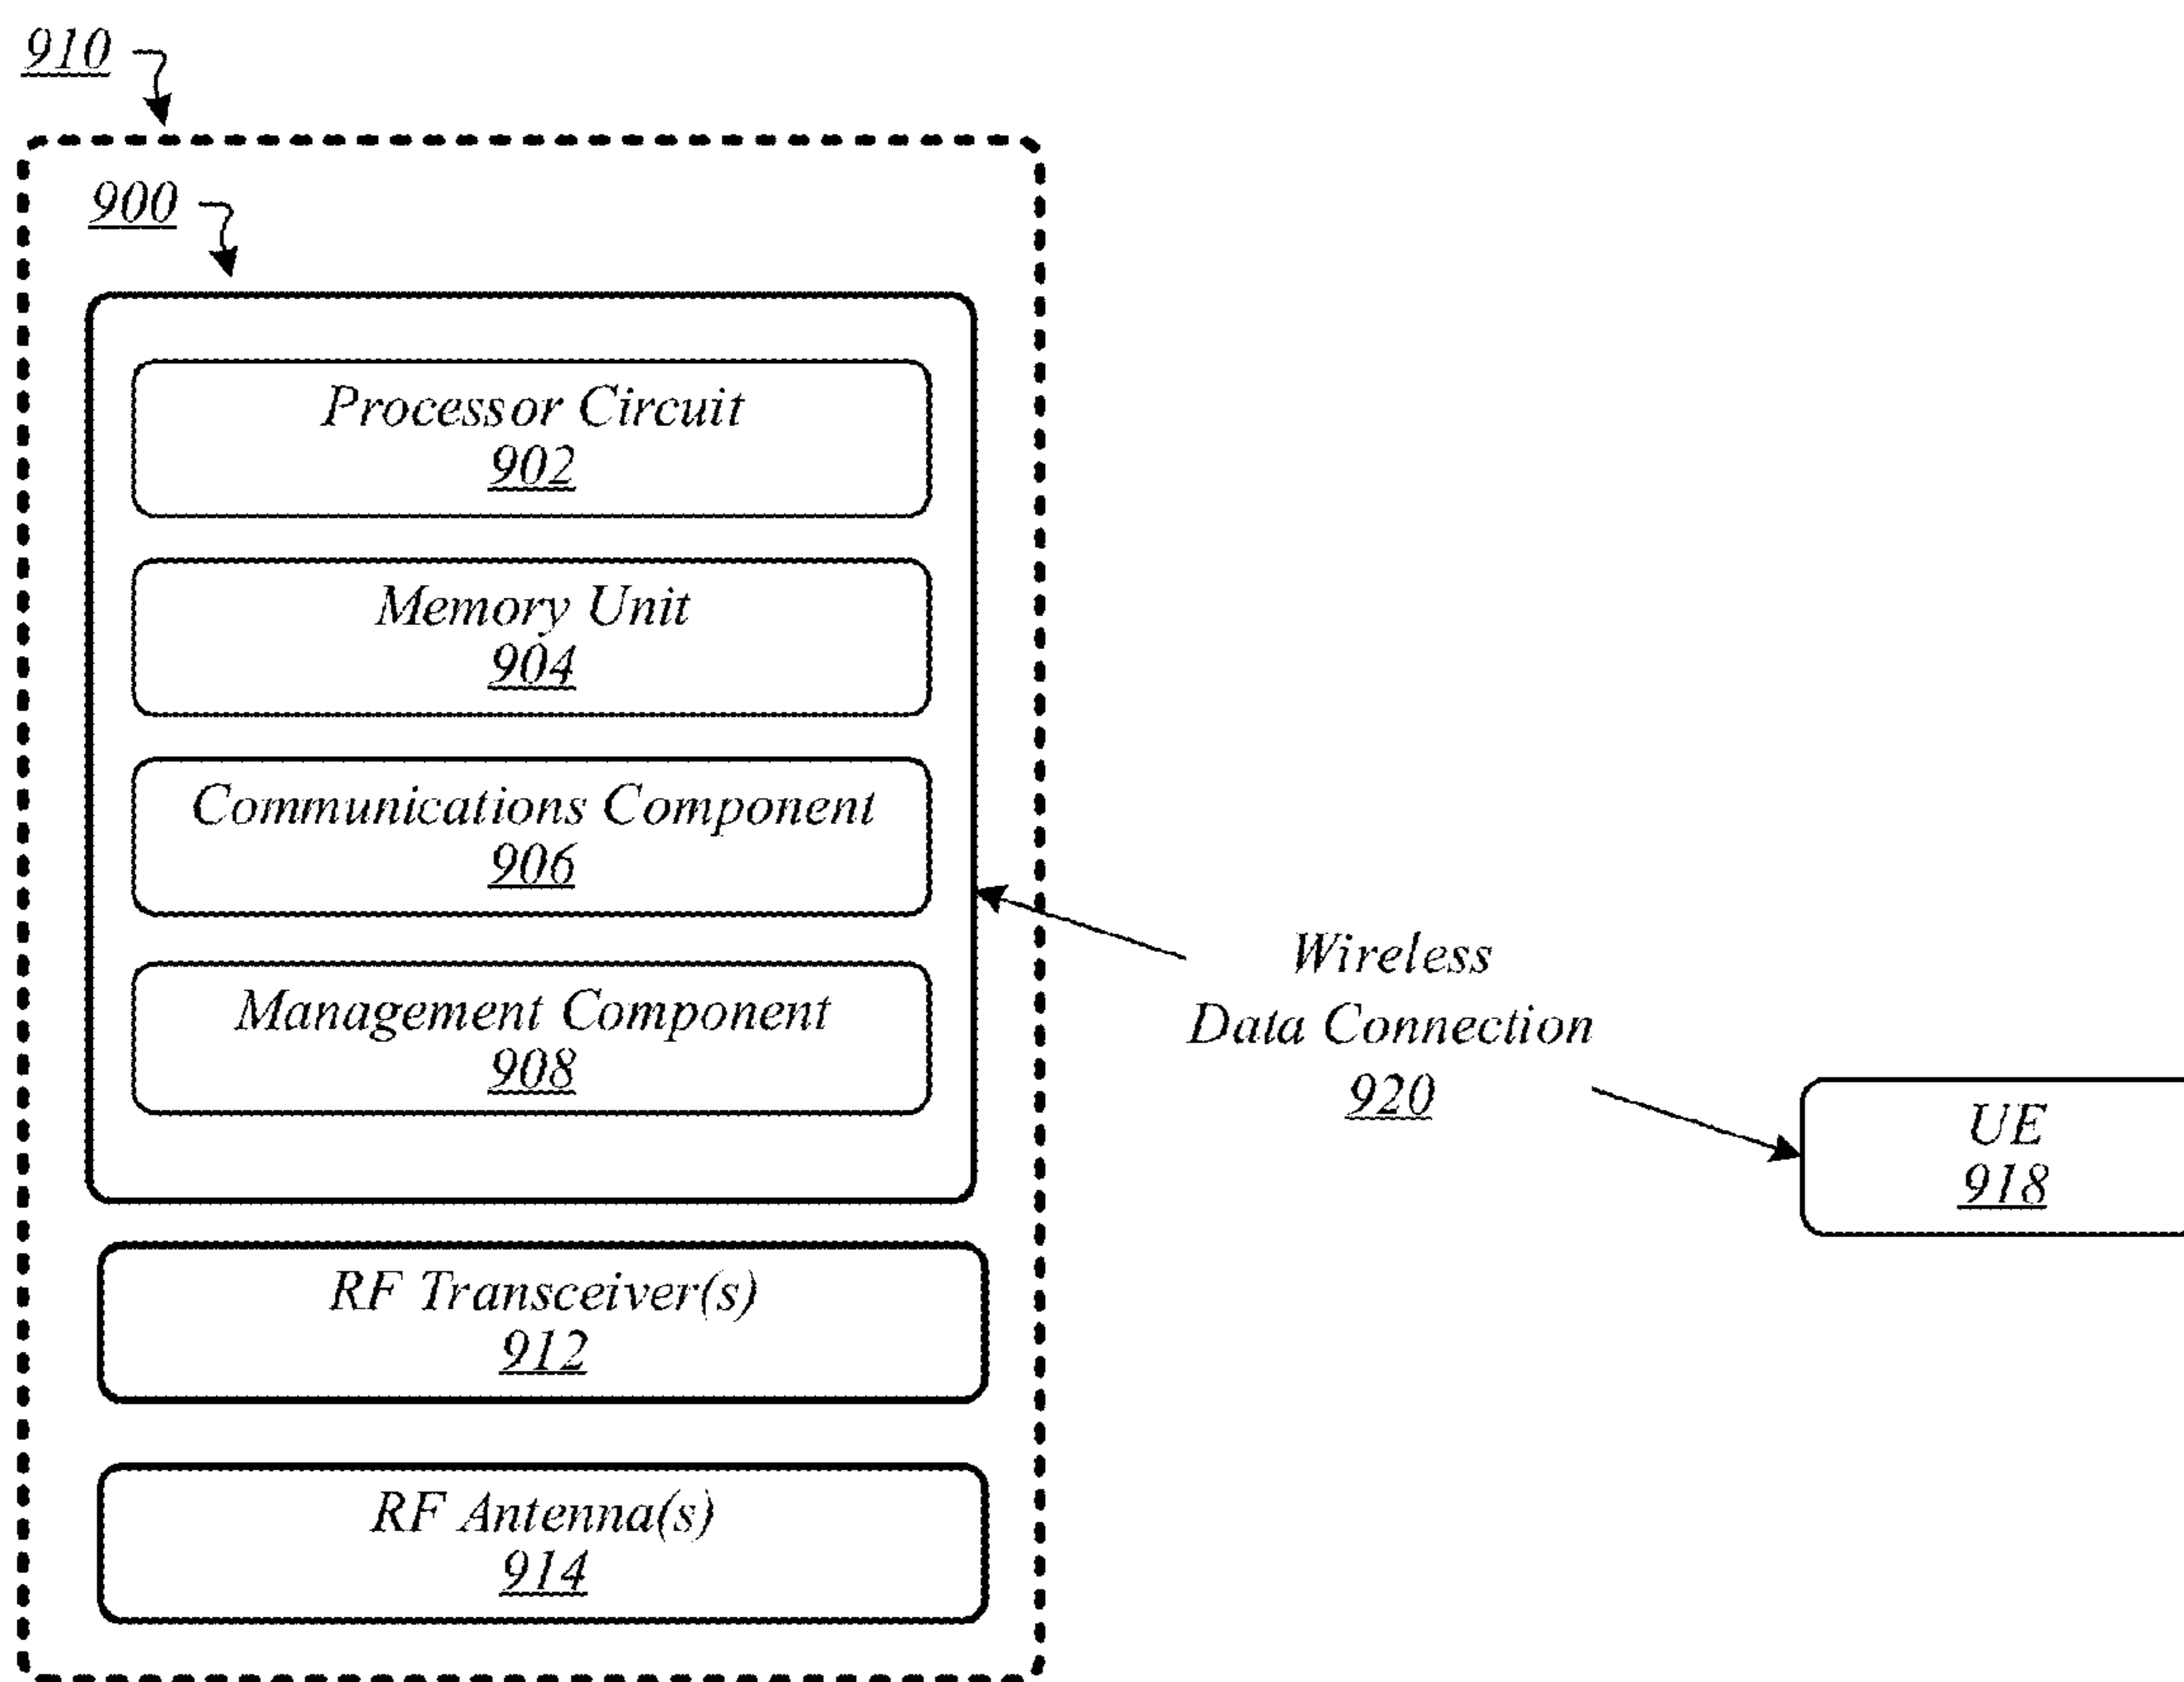 910
900
Processor Circuit
902
Memory Unit
904
Communications Component
906
Management Component
908
Wireless
Data Connection
920
UE
918
RF Transceiver(s)
912
RF Antenna(s)
914